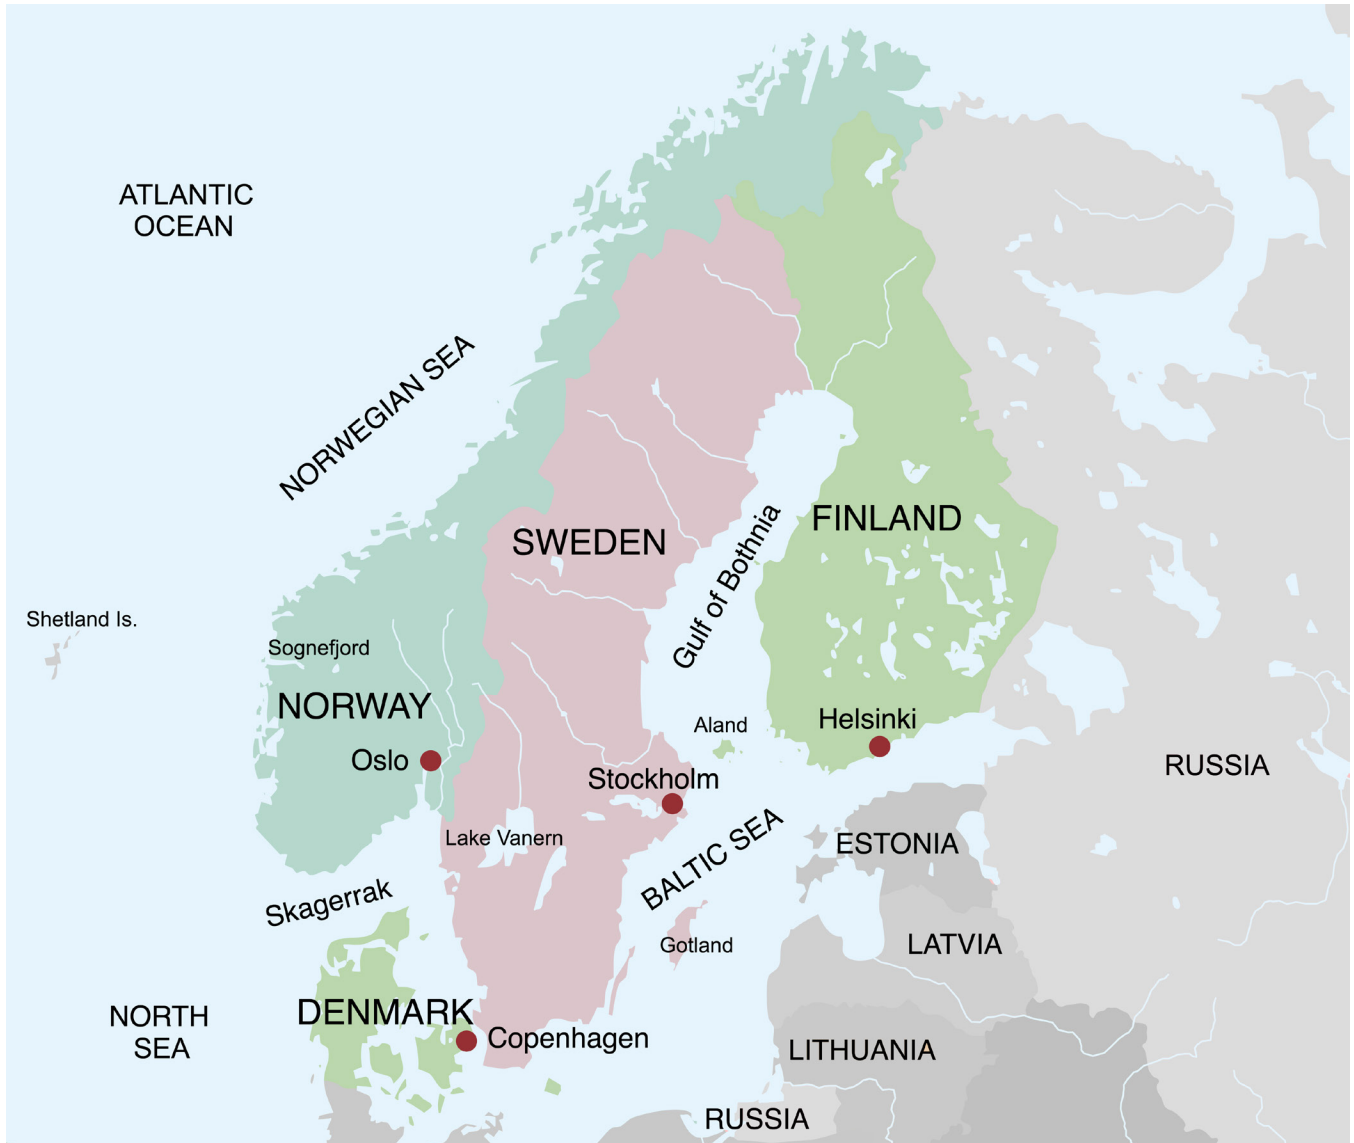 ATLANTIC
OCEAN
NORWEGIAN SEA
SWEDEN
FINLAND
Gulf of Bothnia
Shetland Is.
Sognefjord
NORWAY
Oslo
Aland
Helsinki
Stockholm
RUSSIA
Lake Vanern
BALTIC SEA
ESTONIA
Skagerrak
Gotland
LATVIA
NORTH
SEA
DENMARK
Copenhagen
LITHUANIA
RUSSIA